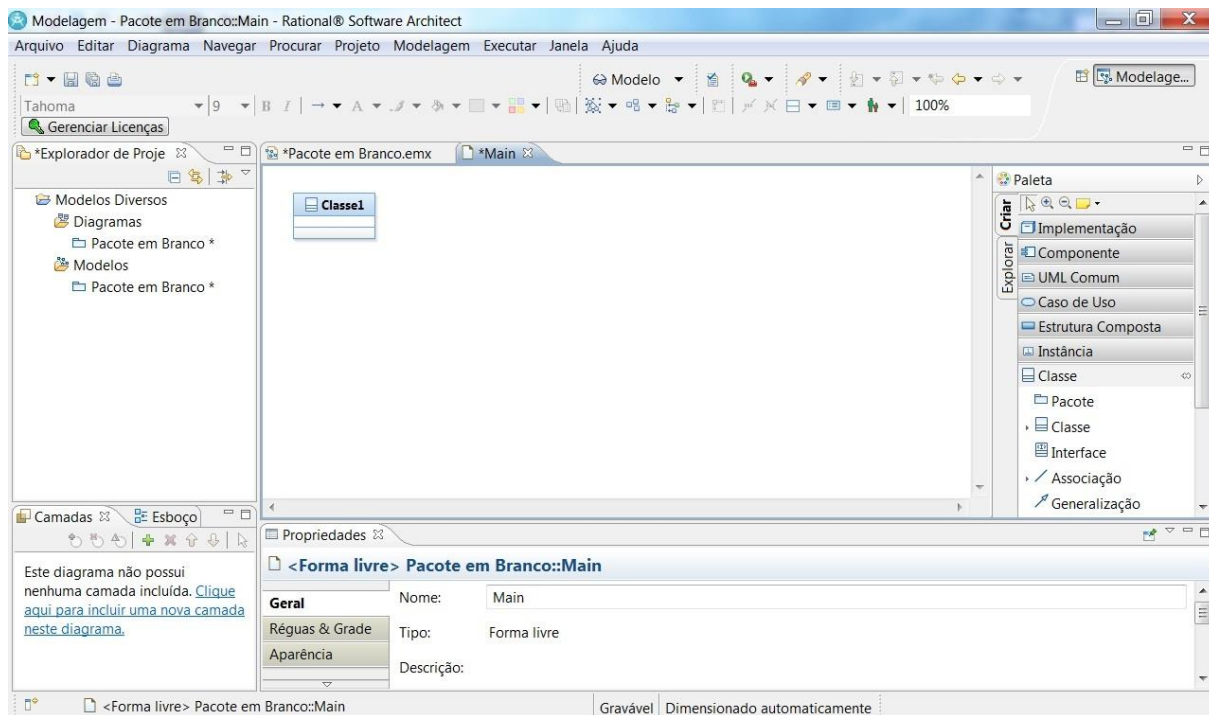 Modelagem - Pacote em Branco::Main - Rational® Software Architect
Arquivo Editar Diagrama Navegar Procurar Projeto Modelagem Executar Janela Ajuda
Modelo
Modelage...
Tahoma 9 B I A 100%
Gerenciar Licenças
*Explorador de Proje
*Pacote em Branco.emx
*Main
Modelos Diversos
Diagramas
Pacote em Branco *
Modelos
Pacote em Branco *
Classe1
Paleta
Criar
Explorar
Implementação
Componente
UML Comum
Caso de Uso
Estrutura Composta
Instância
Classe
Pacote
Classe
Interface
Associação
Generalização
Camadas
Esboço
Este diagrama não possui
nenhuma camada incluída. Clique
aqui para incluir uma nova camada
neste diagrama.
Propriedades
<Forma livre> Pacote em Branco::Main
Geral
Réguas & Grade
Aparência
Nome: Main
Tipo: Forma livre
Descrição:
<Forma livre> Pacote em Branco::Main
Gravável
Dimensionado automaticamente